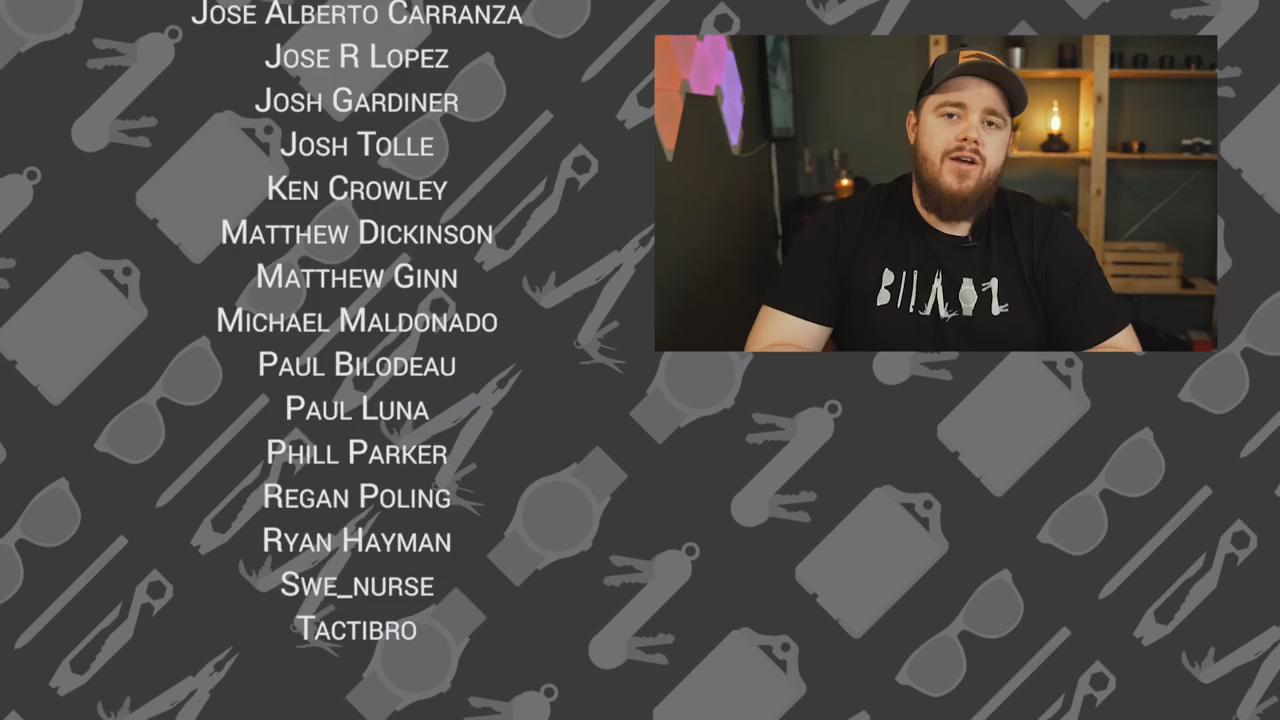 Jose Alberto Carranza
Jose R Lopez
Josh Gardiner
Josh Tolle
Ken Crowley
Matthew Dickinson
Matthew Ginn
Michael Maldonado
Paul Bilodeau
Paul Luna
Phill Parker
Regan Poling
Ryan Hayman
Swe_nurse
Tactibro